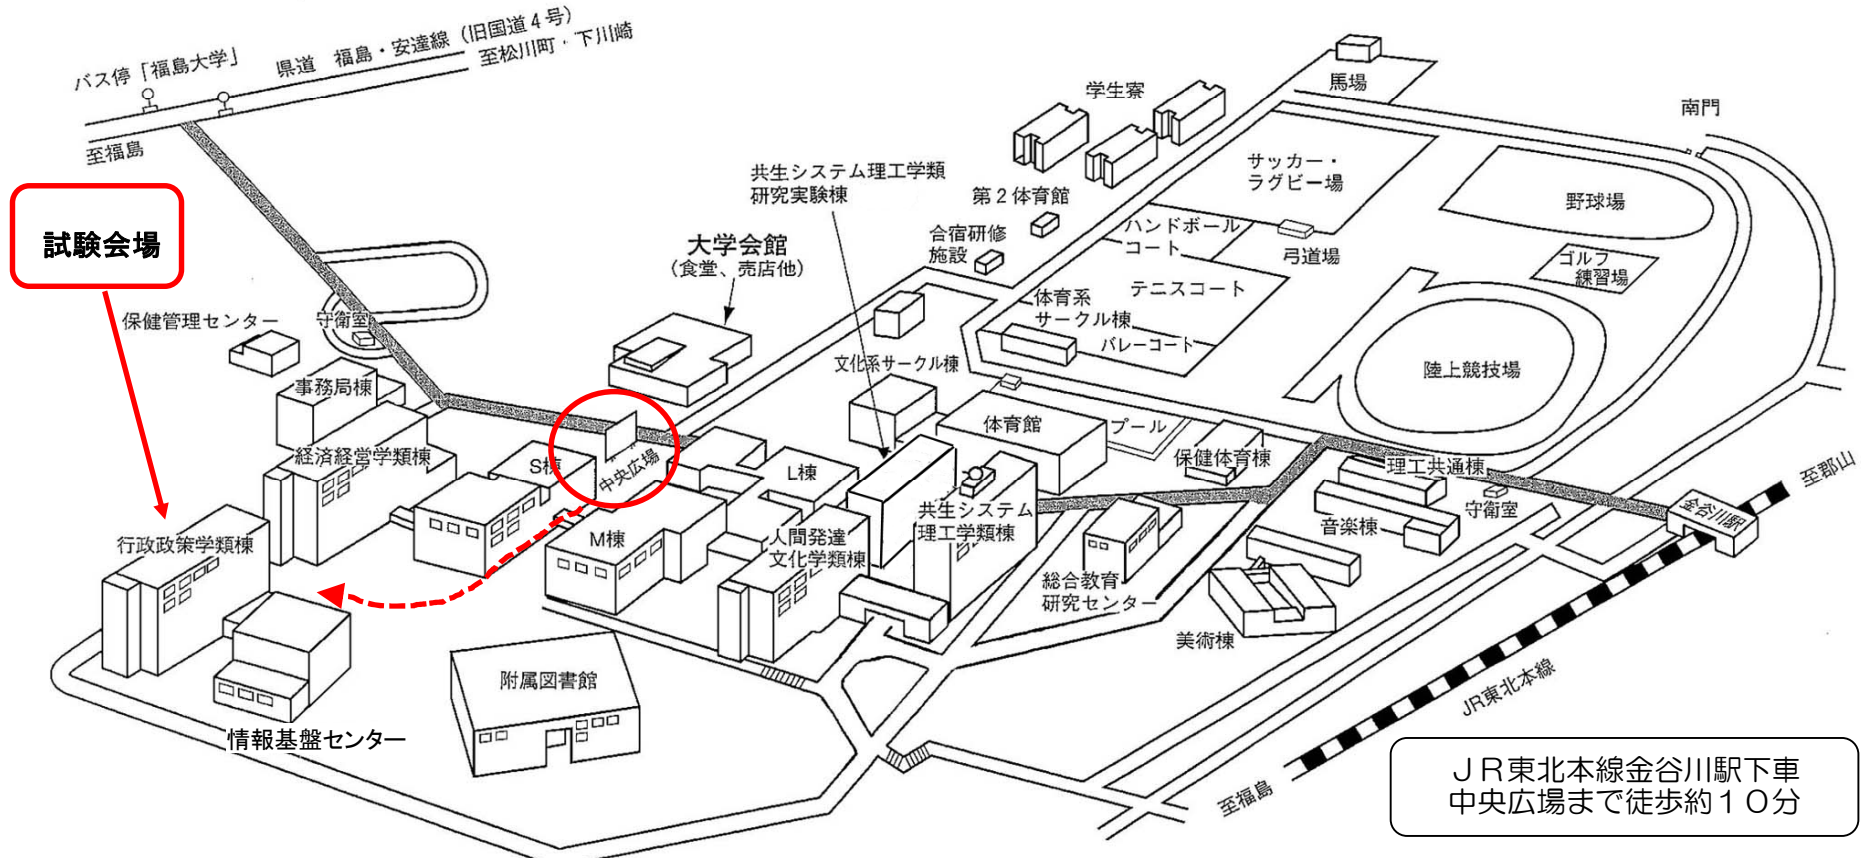 バス停「福島大学」
県道 福島・安達線（旧国道４号）
至松川町・下川崎
至福島
試験会場
保健管理センター
守衛室
事務局棟
経済経営学類棟
行政政策学類棟
情報基盤センター
附属図書館
S棟
中央広場
M棟
L棟
人間発達
文化学類棟
大学会館
（食堂、売店他）
共生システム理工学類
研究実験棟
文化系サークル棟
体育館
プール
保健体育棟
共生システム
理工学類棟
総合教育
研究センター
美術棟
音楽棟
理工共通棟
守衛室
金谷川駅
至郡山
JR東北本線
至福島
学生寮
第２体育館
合宿研修
施設
体育系
サークル棟
バレーコート
テニスコート
ハンドボール
コート
弓道場
サッカー・
ラグビー場
馬場
南門
野球場
ゴルフ
練習場
陸上競技場
ＪＲ東北本線金谷川駅下車
中央広場まで徒歩約１０分